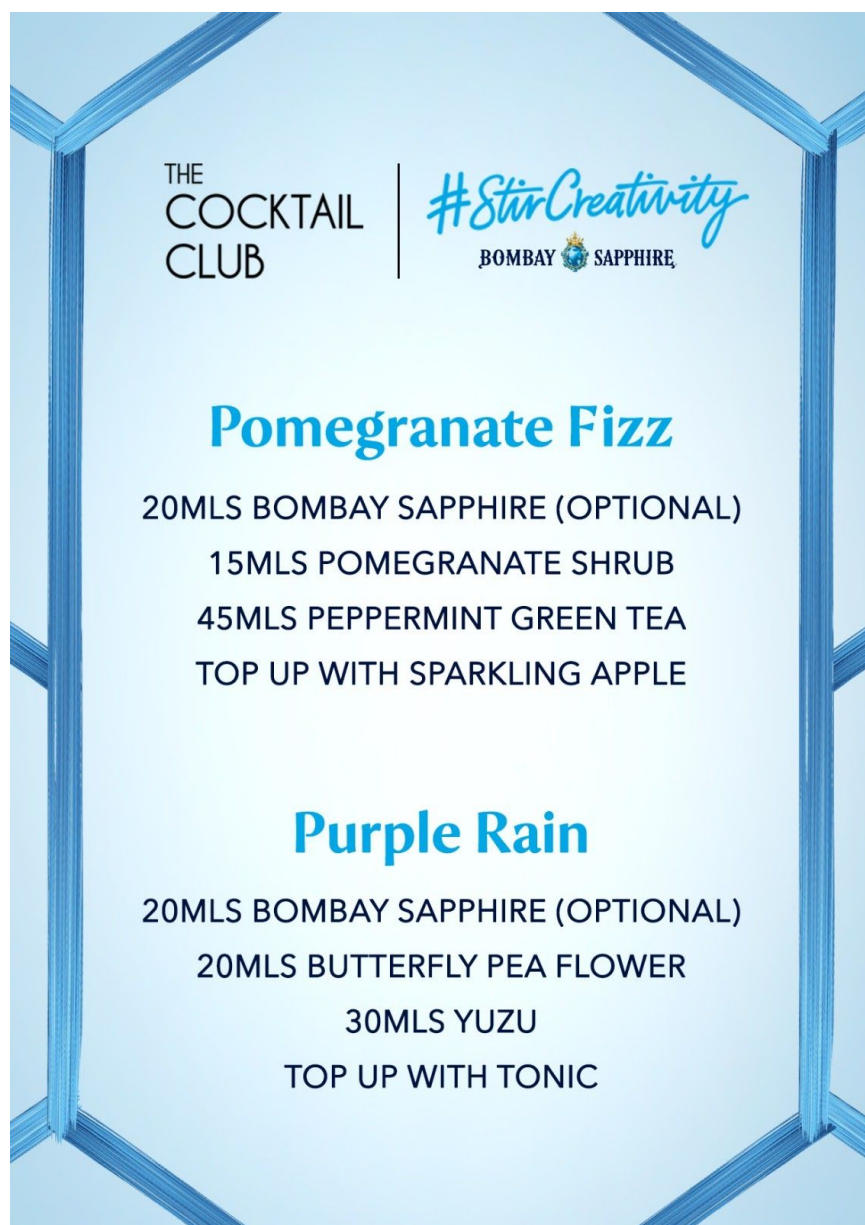 THE
COCKTAIL
CLUB
#StirCreativity
BOMBAY SAPPHIRE
Pomegranate Fizz
20MLS BOMBAY SAPPHIRE (OPTIONAL)
15MLS POMEGRANATE SHRUB
45MLS PEPPERMINT GREEN TEA
TOP UP WITH SPARKLING APPLE
Purple Rain
20MLS BOMBAY SAPPHIRE (OPTIONAL)
20MLS BUTTERFLY PEA FLOWER
30MLS YUZU
TOP UP WITH TONIC